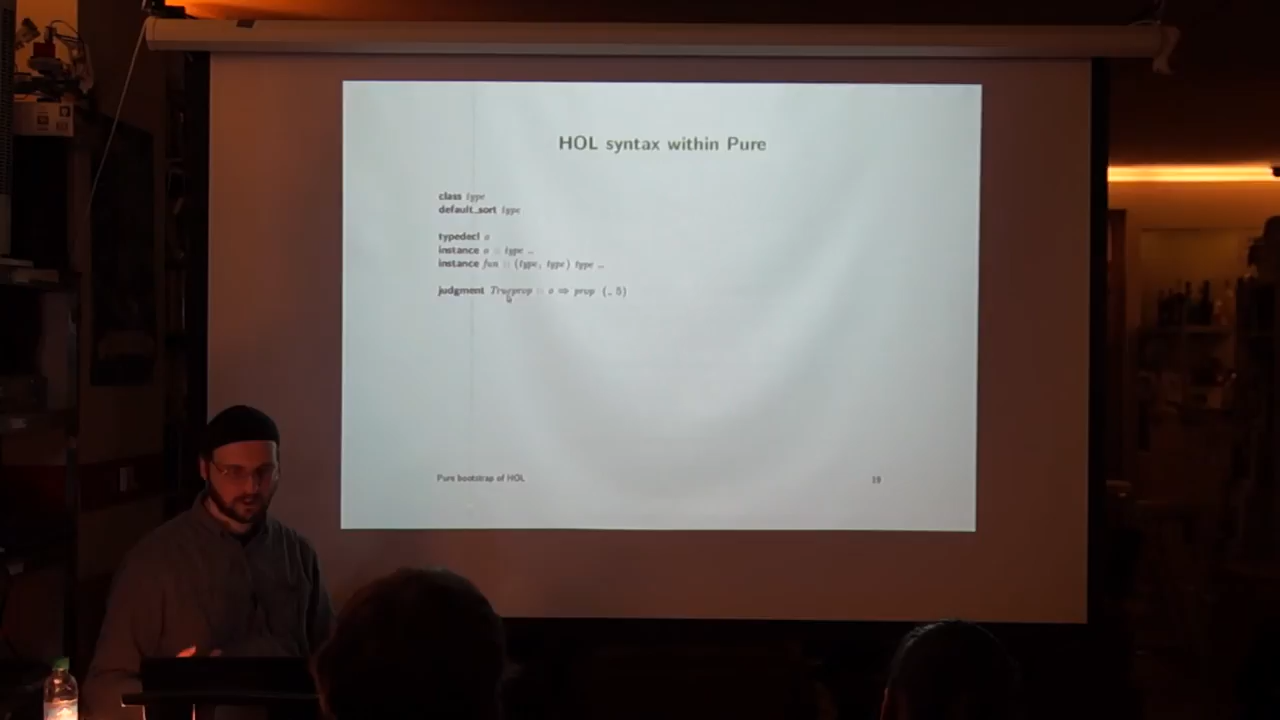 HOL syntax within Pure
class type
default_sort type
typedecl o
instance o :: type ..
instance fun :: (type, type) type ..
judgment Trueprop :: o ⇒ prop (_ 5)
Pure bootstrap of HOL
19